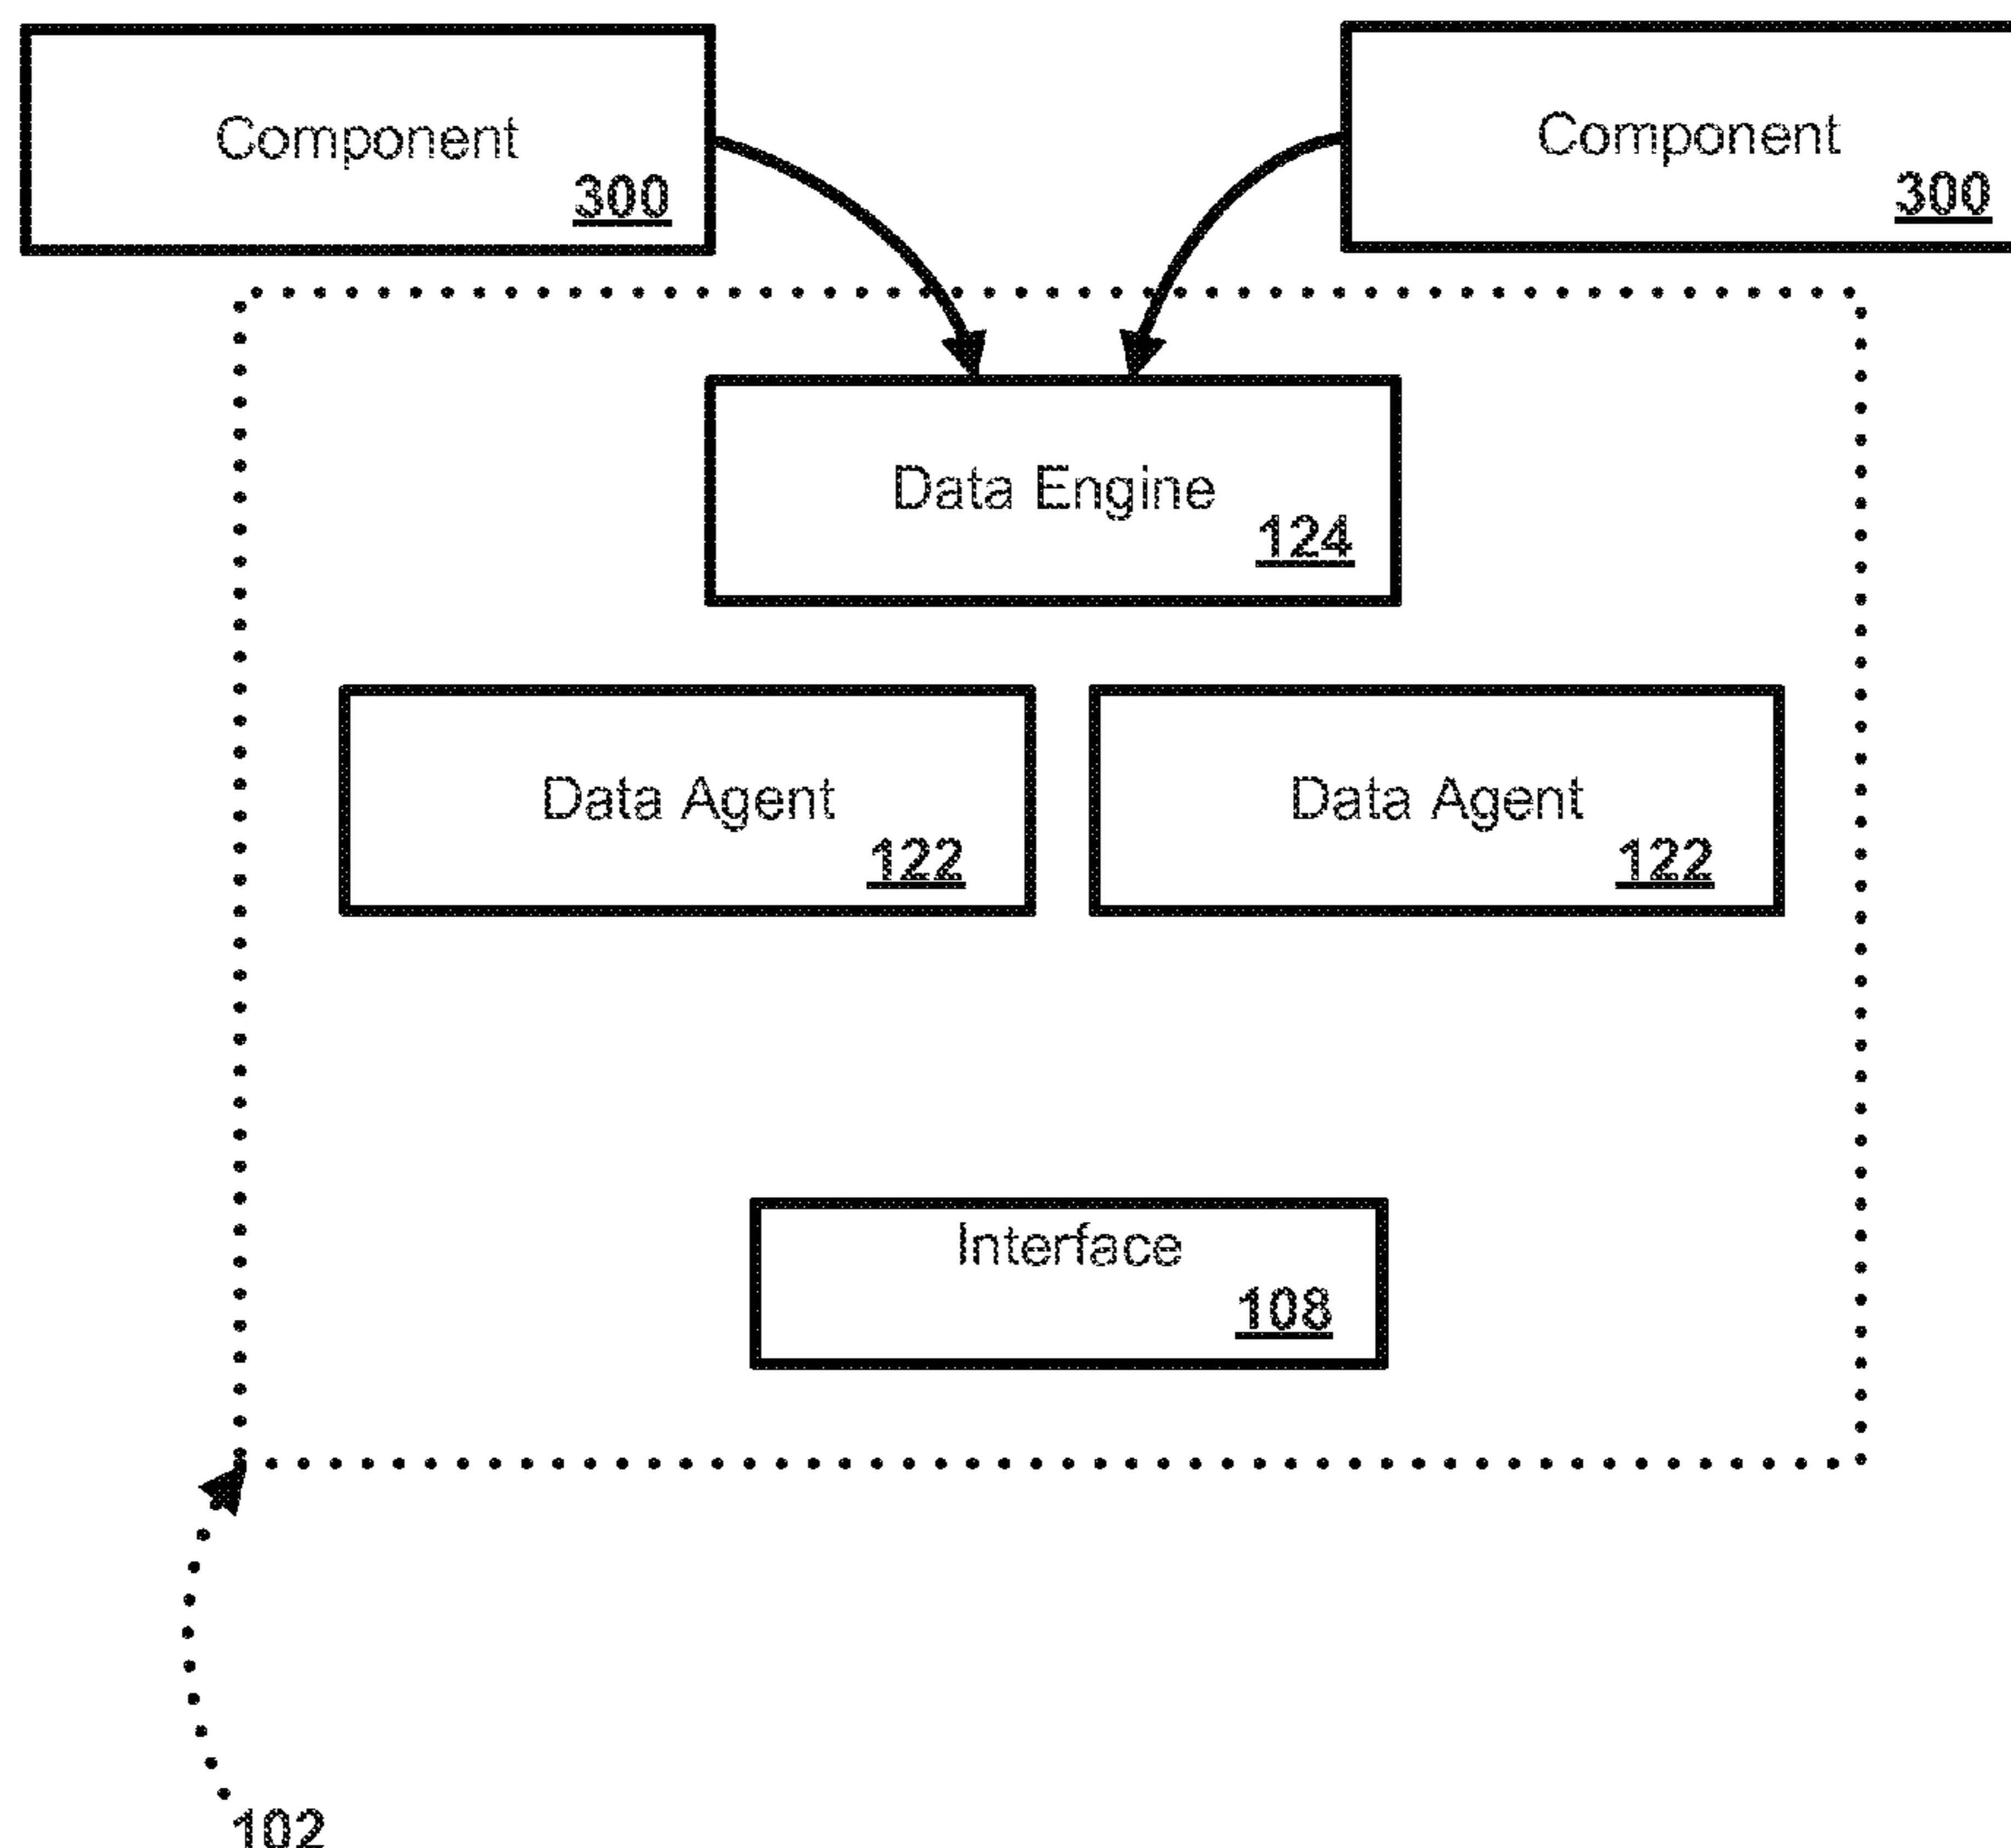 Component
300
Component
300
Data Engine
124
Data Agent
122
Data Agent
122
Interface
108
102